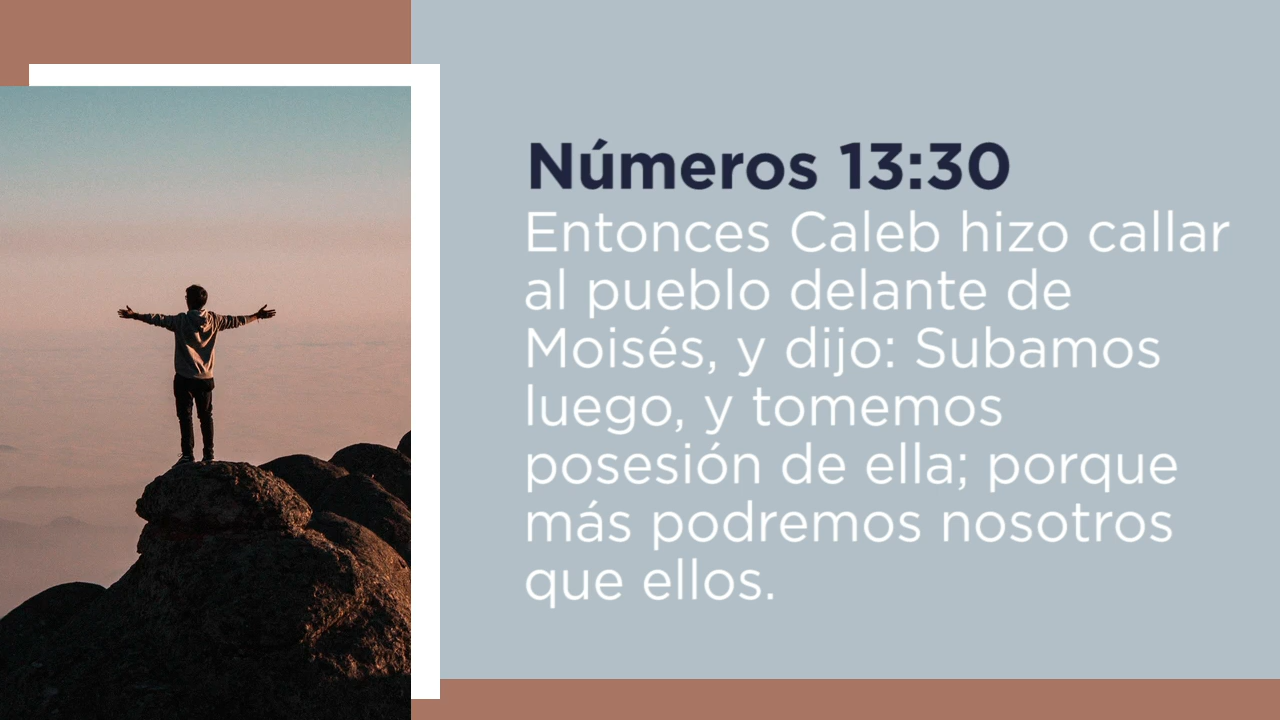 Números 13:30
Entonces Caleb hizo callar
al pueblo delante de
Moisés, y dijo: Subamos
luego, y tomemos
posesión de ella; porque
más podremos nosotros
que ellos.